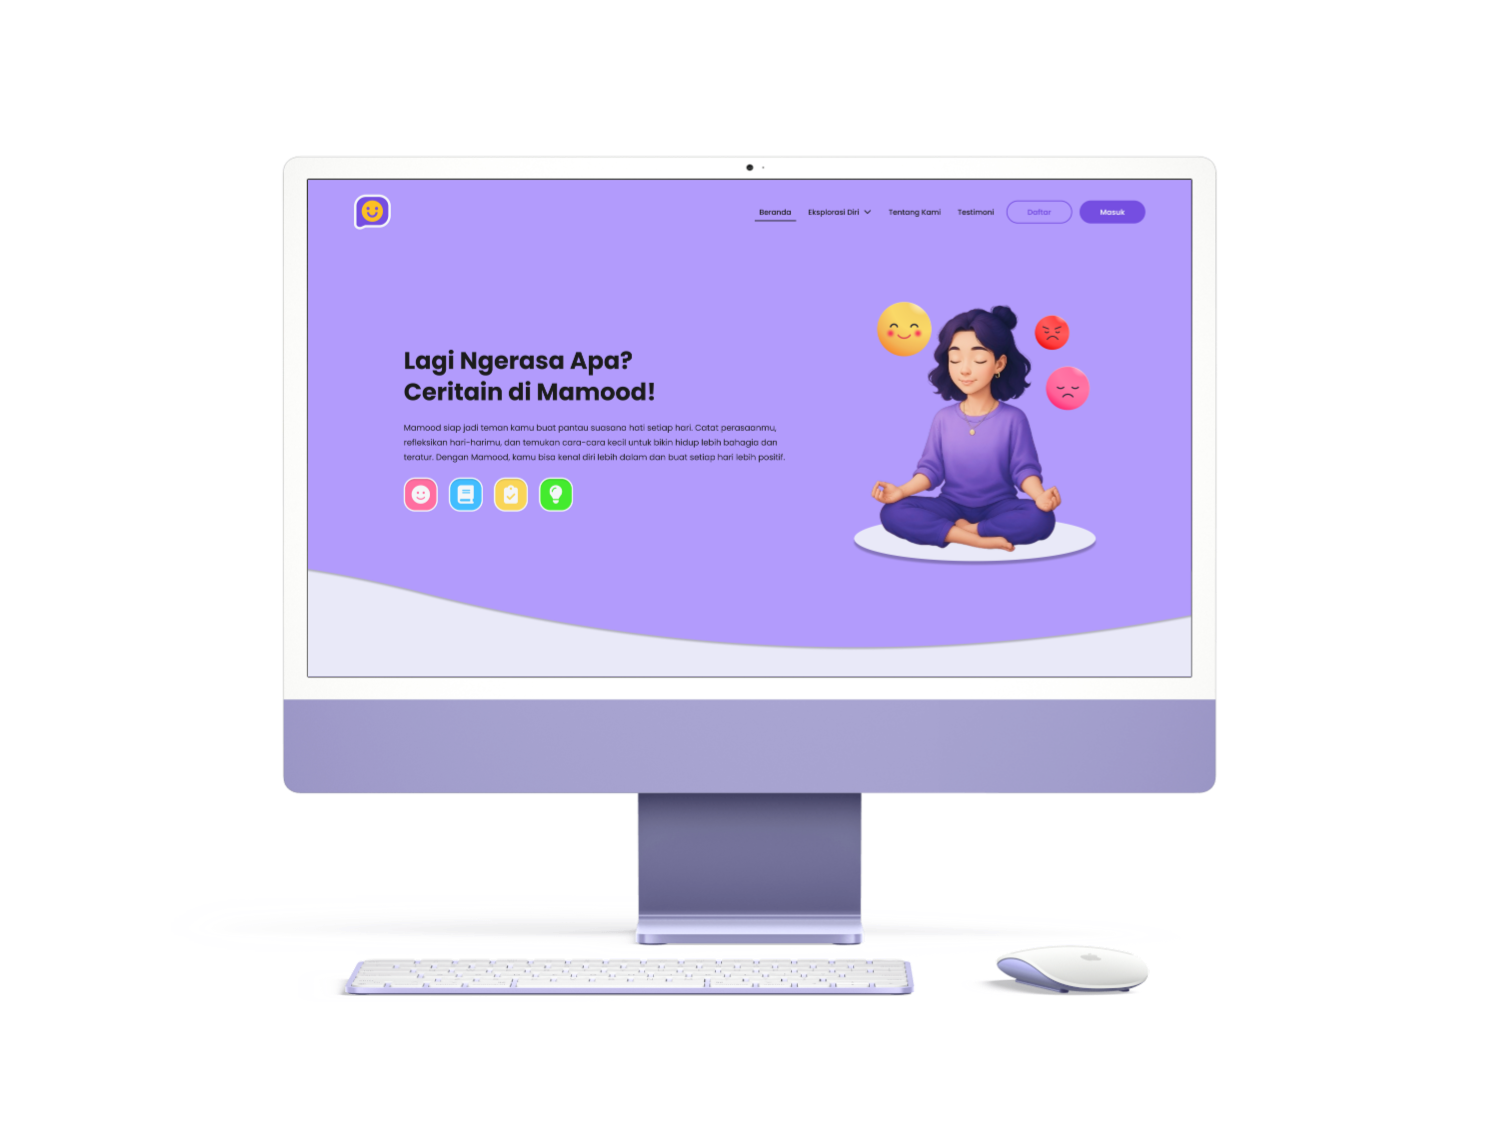 Beranda
Eksplorasi Diri
Tentang Kami
Testimoni
Daftar
Masuk
Lagi Ngerasa Apa?
Ceritain di Mamood!
Mamood siap jadi teman kamu buat pantau suasana hati setiap hari. Catat perasaanmu,
refleksikan hari-harimu, dan temukan cara-cara kecil untuk bikin hidup lebih bahagia dan
teratur. Dengan Mamood, kamu bisa kenal diri lebih dalam dan buat setiap hari lebih positif.